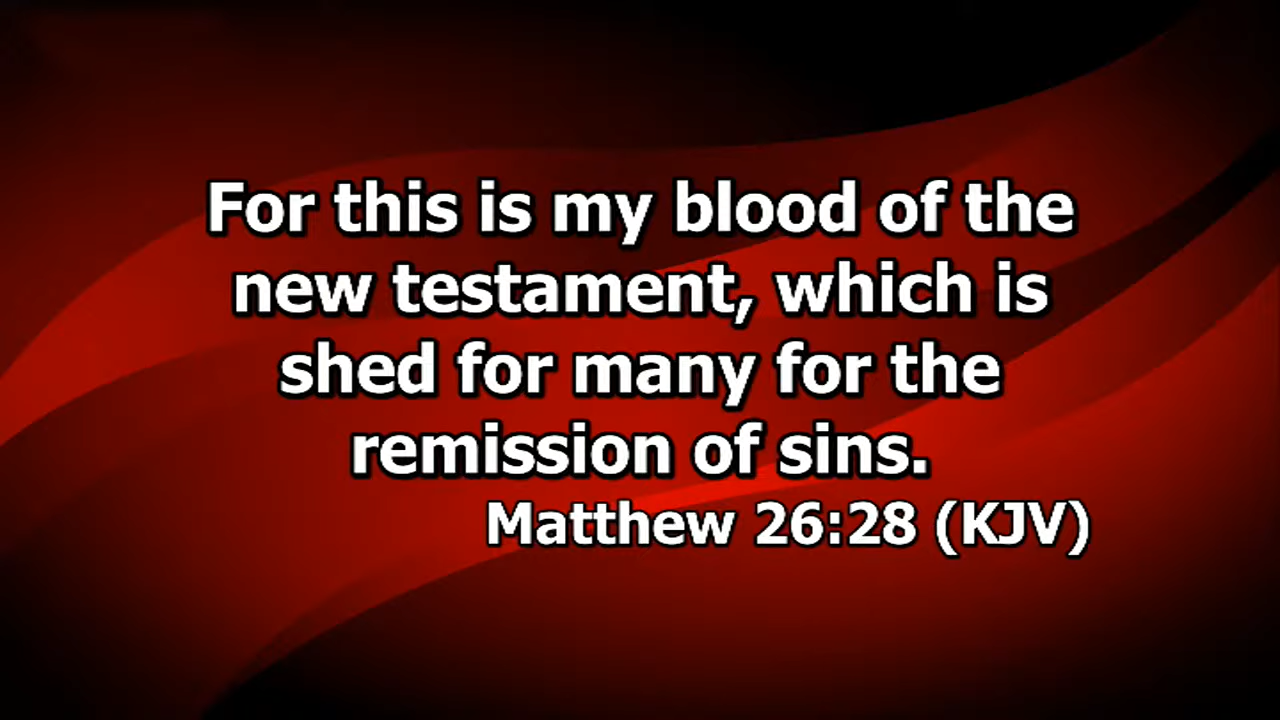 For this is my blood of the
new testament, which is
shed for many for the
remission of sins.
Matthew 26:28 (KJV)